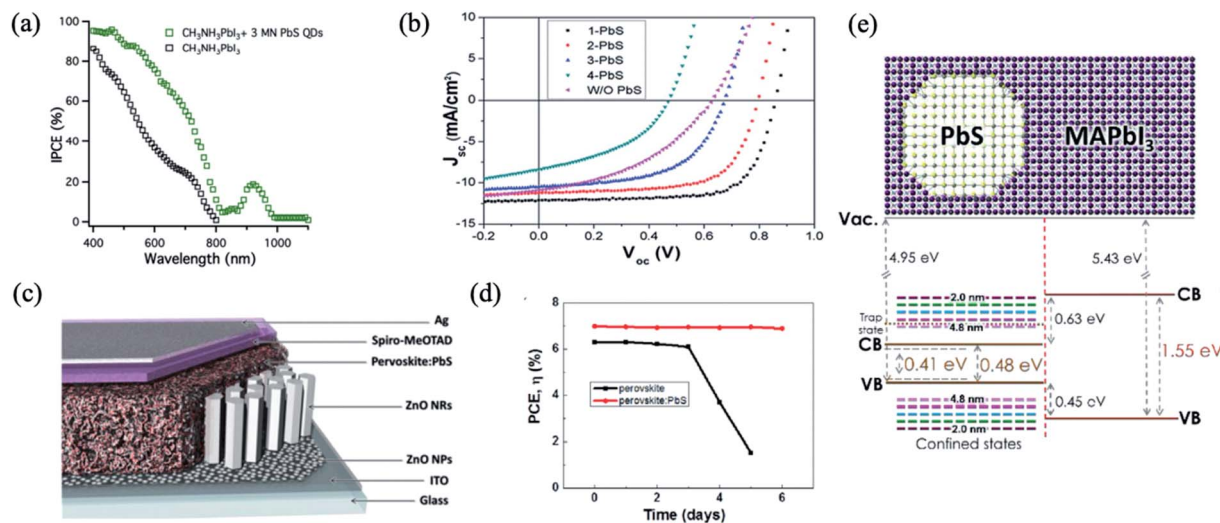 (a)
CH₃NH₃PbI₃+ 3 MN PbS QDs
CH₃NH₃PbI₃
IPCE (%)
100
80
60
40
20
0
400
600
800
1000
Wavelength (nm)
(b)
1-PbS
2-PbS
3-PbS
4-PbS
W/O PbS
Jsc (mA/cm²)
10
5
0
-5
-10
-15
-0.2
0.0
0.2
0.4
0.6
0.8
1.0
Voc (V)
(c)
Ag
Spiro-MeOTAD
Pervoskite:PbS
ZnO NRs
ZnO NPs
ITO
Glass
(d)
PCE, η (%)
8
6
4
2
0
perovskite
perovskite:PbS
0
2
4
6
Time (days)
(e)
PbS
MAPbI₃
Vac.
4.95 eV
5.43 eV
2.0 nm
CB
Trap state
4.8 nm
0.63 eV
CB
1.55 eV
0.41 eV
0.48 eV
VB
4.8 nm
0.45 eV
2.0 nm
VB
Confined states